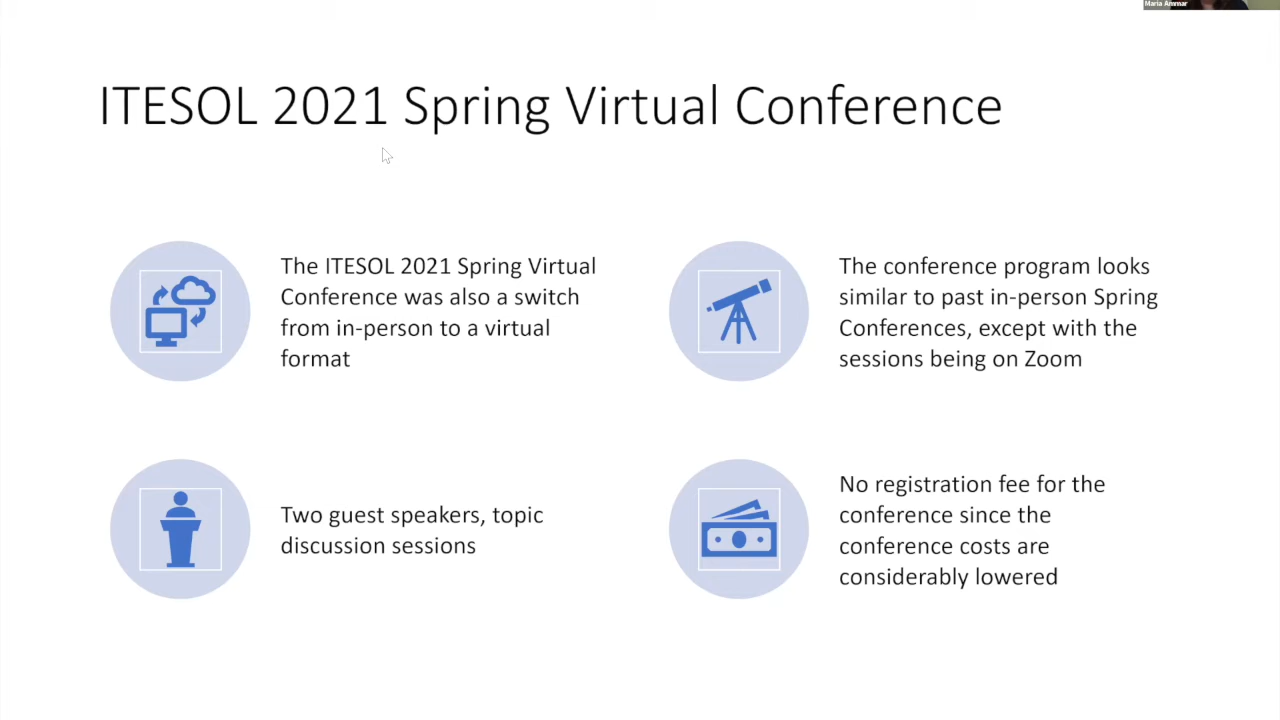 Maria Ammar
ITESOL 2021 Spring Virtual Conference
The ITESOL 2021 Spring Virtual
Conference was also a switch
from in-person to a virtual
format
The conference program looks
similar to past in-person Spring
Conferences, except with the
sessions being on Zoom
Two guest speakers, topic
discussion sessions
No registration fee for the
conference since the
conference costs are
considerably lowered